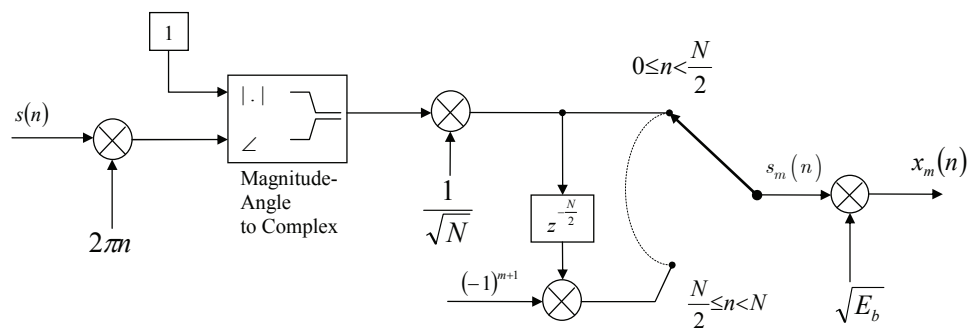 1
0≤n<N/2
s(n)
|.|
∠
s_m(n)
x_m(n)
Magnitude-
Angle
to Complex
2πn
1/√N
z^{-N/2}
(-1)^{m+1}
N/2≤n<N
√E_b